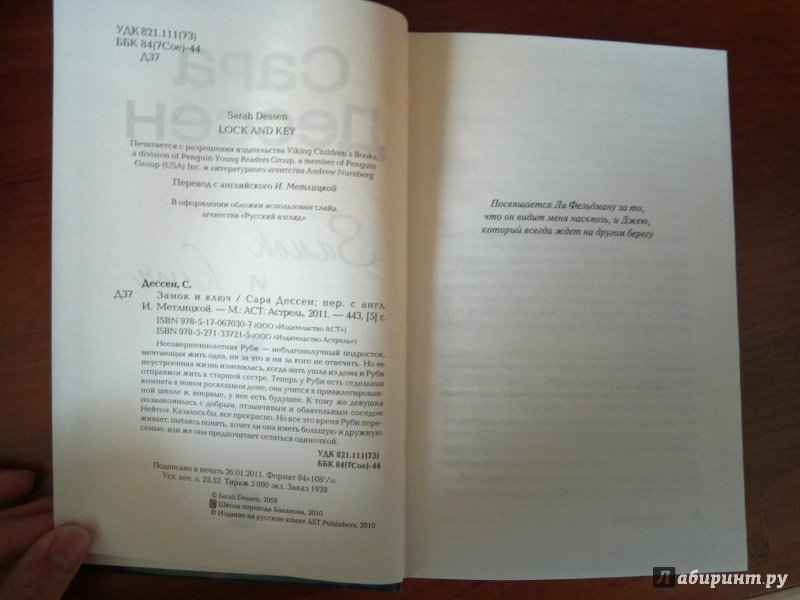 УДК 821.111(73)
ББК 84(7Сое)-44
Д37
Sarah Dessen
LOCK AND KEY
Печатается с разрешения издательства Viking Children's Books,
a division of Penguin Young Readers Group, a member of Penguin
Group (USA) Inc. и литературного агентства Andrew Nurnberg
Перевод с английского И. Метлицкой
В оформлении обложки использован слайд
агентства «Русский взгляд»
Дессен, С.
Д37 Замок и ключ / Сара Дессен; пер. с англ.
И. Метлицкой. — М.: АСТ: Астрель, 2011. — 443, [5] с.
ISBN 978-5-17-067030-7 (ООО «Издательство АСТ»)
ISBN 978-5-271-33721-5 (ООО «Издательство Астрель»)
Несовершеннолетняя Руби — неблагополучный подросток,
мечтающая жить одна, ни за что и ни за кого не отвечать. Но ее
неустроенная жизнь изменилась, когда мать ушла из дома и Руби
отправили жить к старшей сестре. Теперь у Руби есть отдельная
комната в новом роскошном доме, она учится в привилегирован-
ной школе и, впервые, у нее есть будущее. К тому же девушка
познакомилась с добрым, отзывчивым и обаятельным соседом
Нейтом. Казалось бы, все прекрасно. Но все это время Руби пере-
живает, пытаясь понять, хочет ли она иметь большую и дружную
семью, или же она предпочитает остаться одиночкой.
УДК 821.111(73)
ББК 84(7Сое)-44
Подписано в печать 26.01.2011. Формат 84×108 1/32
Усл. печ. л. 23,52. Тираж 5 000 экз. Заказ 1928
© Sarah Dessen, 2008
Школа перевода Баканова, 2010
© Издание на русском языке AST Publishers, 2010
Посвящается Ли Фельдману за то,
что он видит меня насквозь, и Джею,
который всегда ждет на другом берегу
Сара
Дессен
Замок
и ключ
Лабиринт.ру